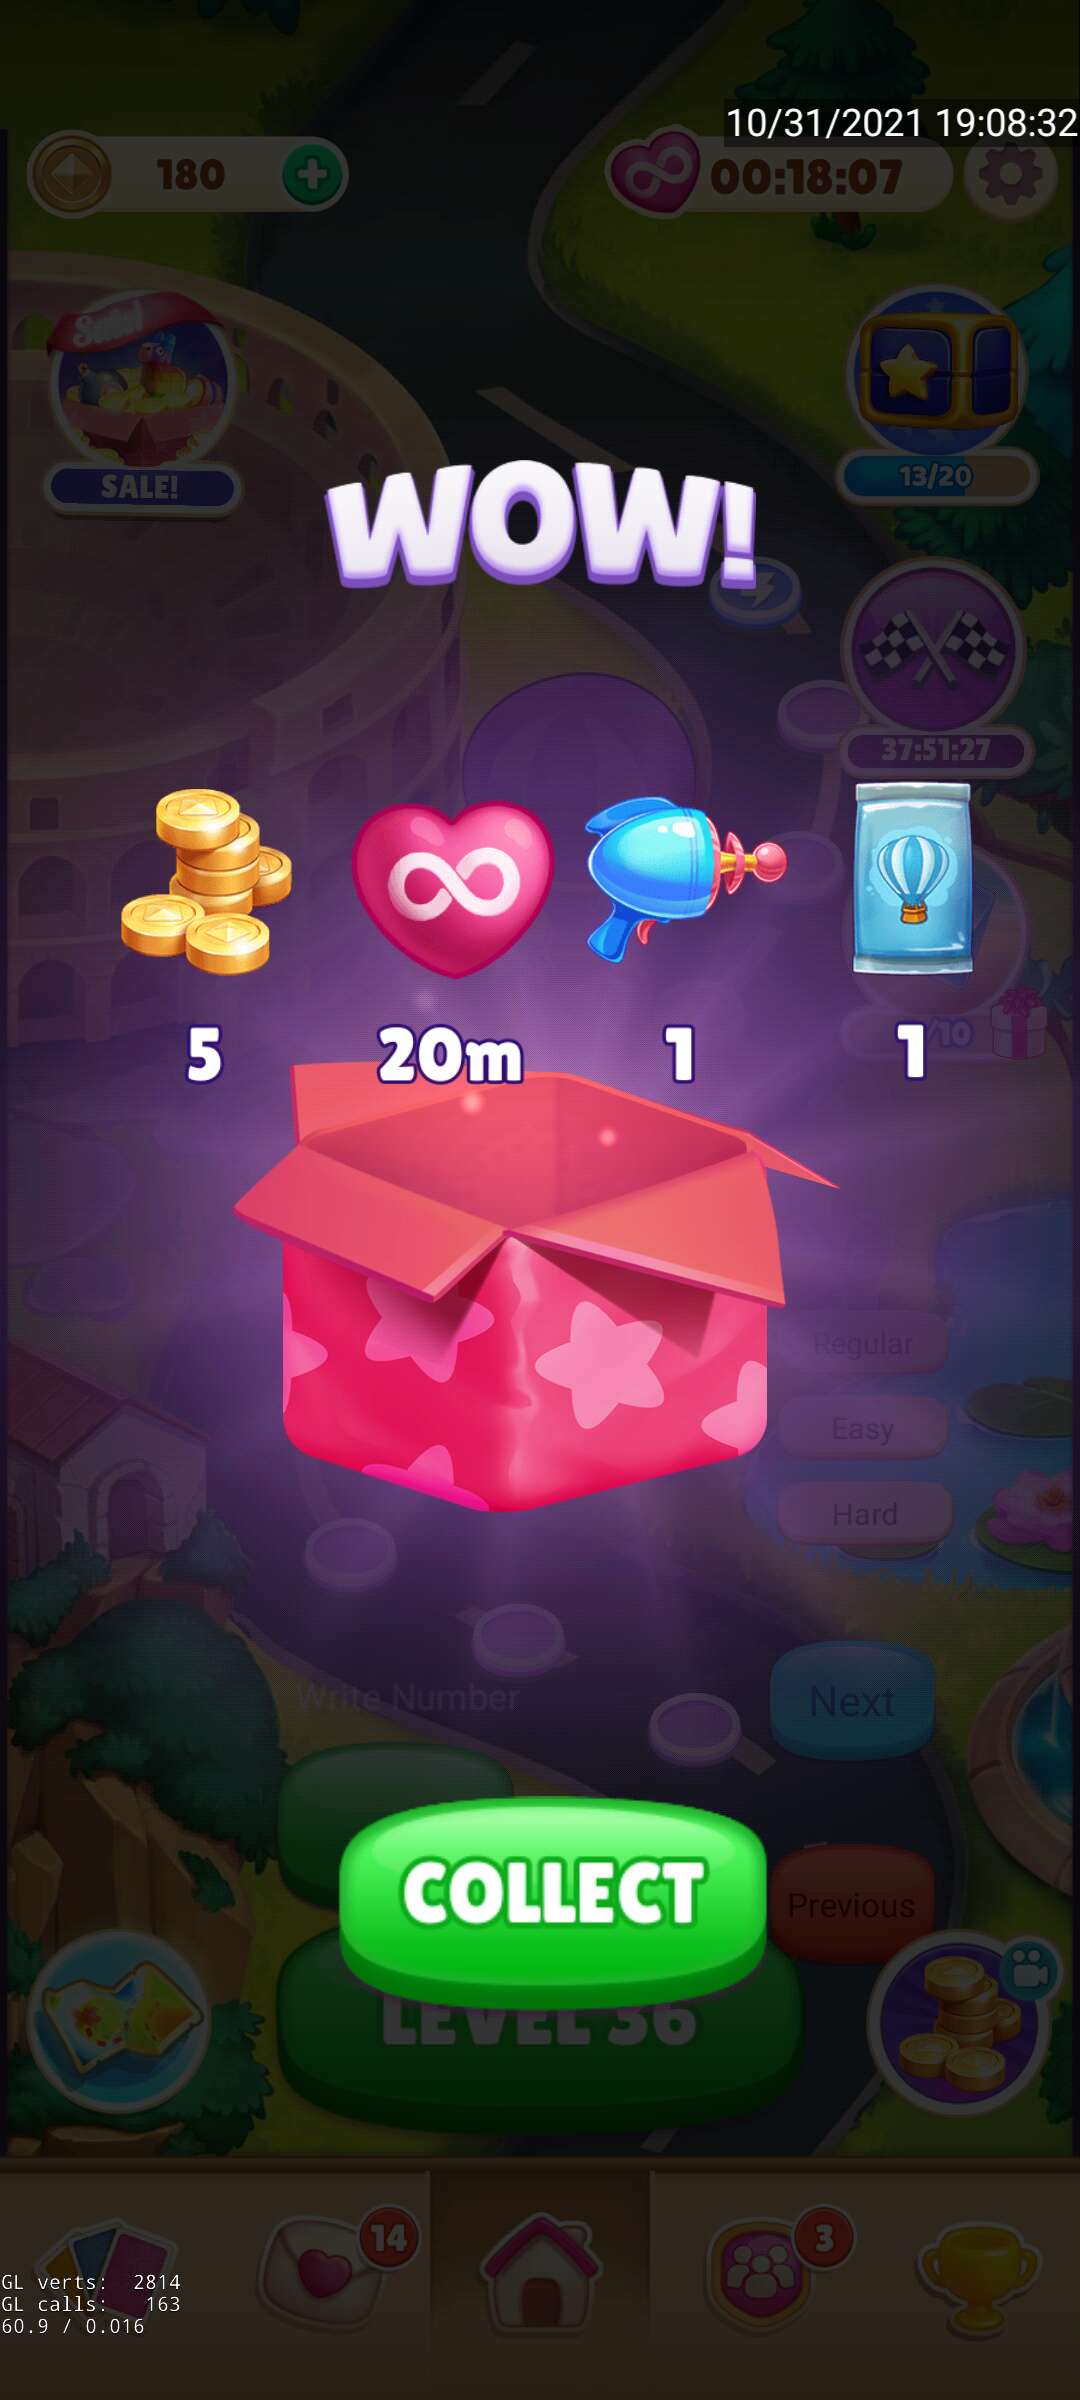 10/31/2021 19:08:32
180
00:18:07
Sale!
SALE!
13/20
WOW!
37:51:27
5
20m
1
1
/10
Regular
Easy
Hard
Write Number
Next
COLLECT
Previous
LEVEL 36
14
3
GL verts: 2814
GL calls: 163
60.9 / 0.016